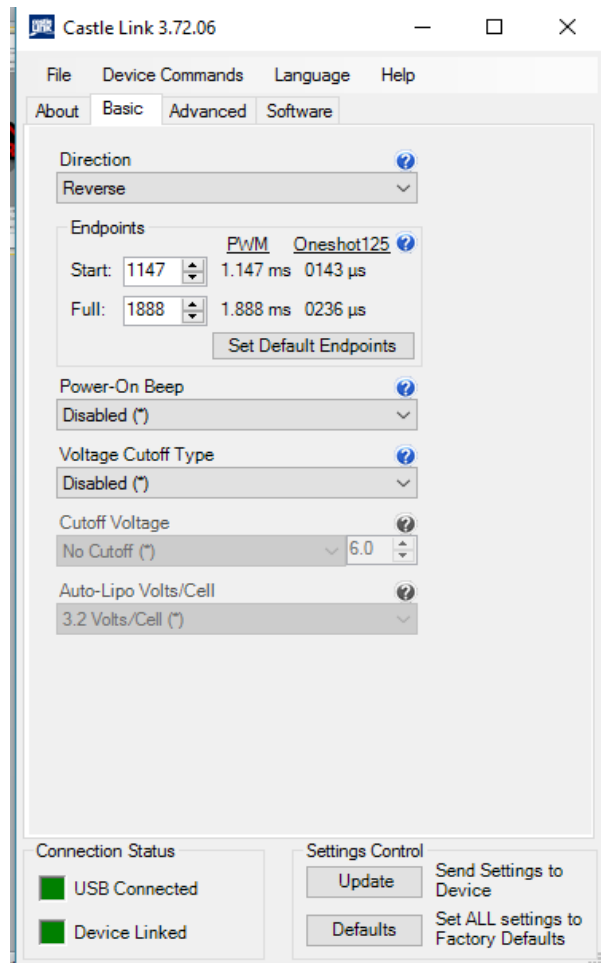 Castle Link 3.72.06
File Device Commands Language Help
About Basic Advanced Software
Direction
Reverse
Endpoints
PWM Oneshot125
Start: 1147 1.147 ms 0143 µs
Full: 1888 1.888 ms 0236 µs
Set Default Endpoints
Power-On Beep
Disabled (*)
Voltage Cutoff Type
Disabled (*)
Cutoff Voltage
No Cutoff (*) 6.0
Auto-Lipo Volts/Cell
3.2 Volts/Cell (*)
Connection Status
USB Connected
Device Linked
Settings Control
Update Send Settings to
Device
Defaults Set ALL settings to
Factory Defaults